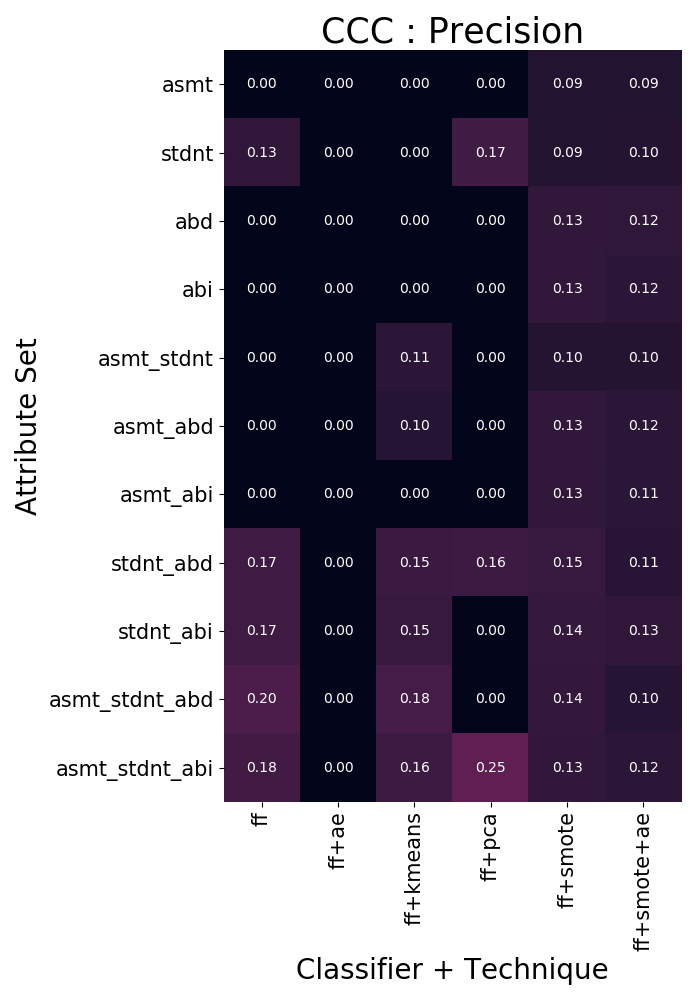 CCC : Precision
Attribute Set
asmt 0.00 0.00 0.00 0.00 0.09 0.09
stdnt 0.13 0.00 0.00 0.17 0.09 0.10
abd 0.00 0.00 0.00 0.00 0.13 0.12
abi 0.00 0.00 0.00 0.00 0.13 0.12
asmt_stdnt 0.00 0.00 0.11 0.00 0.10 0.10
asmt_abd 0.00 0.00 0.10 0.00 0.13 0.12
asmt_abi 0.00 0.00 0.00 0.00 0.13 0.11
stdnt_abd 0.17 0.00 0.15 0.16 0.15 0.11
stdnt_abi 0.17 0.00 0.15 0.00 0.14 0.13
asmt_stdnt_abd 0.20 0.00 0.18 0.00 0.14 0.10
asmt_stdnt_abi 0.18 0.00 0.16 0.25 0.13 0.12
ff ff+ae ff+kmeans ff+pca ff+smote ff+smote+ae
Classifier + Technique